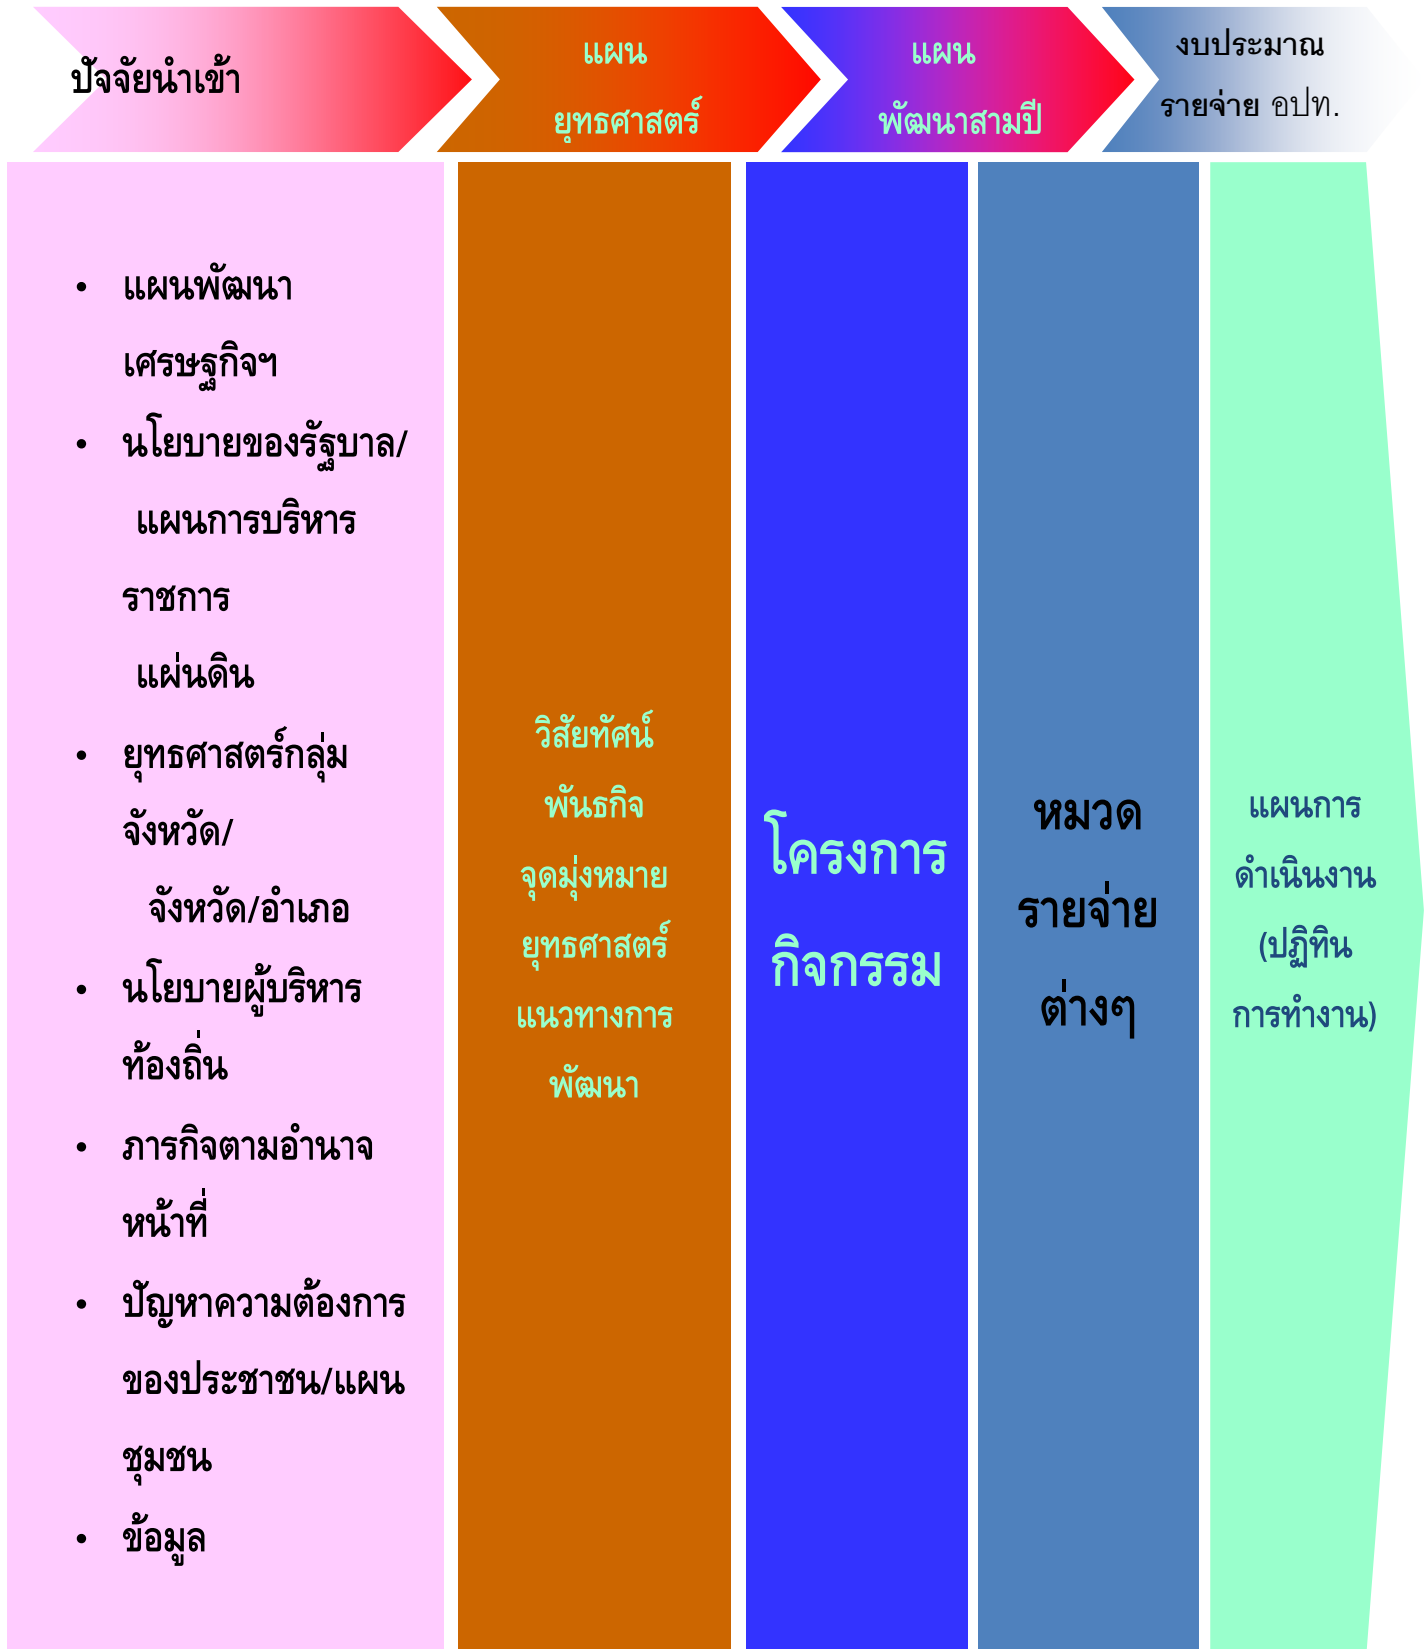 ปัจจัยนำเข้า
แผน
ยุทธศาสตร์
แผน
พัฒนาสามปี
งบประมาณ
รายจ่าย อปท.
• แผนพัฒนา
เศรษฐกิจฯ
• นโยบายของรัฐบาล/
แผนการบริหาร
ราชการ
แผ่นดิน
• ยุทธศาสตร์กลุ่ม
จังหวัด/
จังหวัด/อำเภอ
• นโยบายผู้บริหาร
ท้องถิ่น
• ภารกิจตามอำนาจ
หน้าที่
• ปัญหาความต้องการ
ของประชาชน/แผน
ชุมชน
• ข้อมูล
วิสัยทัศน์
พันธกิจ
จุดมุ่งหมาย
ยุทธศาสตร์
แนวทางการ
พัฒนา
โครงการ
กิจกรรม
หมวด
รายจ่าย
ต่างๆ
แผนการ
ดำเนินงาน
(ปฏิทิน
การทำงาน)